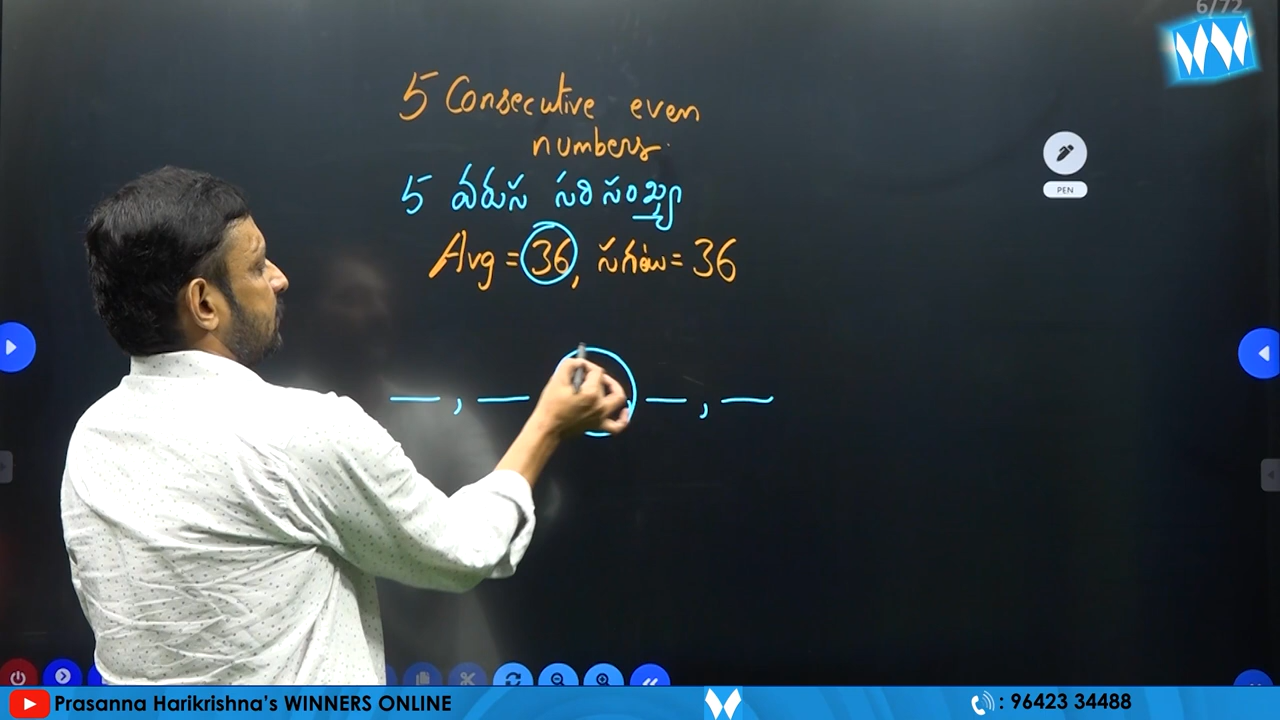 6/72
5 Consecutive even
numbers.
5 వరుస సరి సంఖ్యా
Avg = 36, సగటు = 36
PEN
Prasanna Harikrishna's WINNERS ONLINE
: 96423 34488